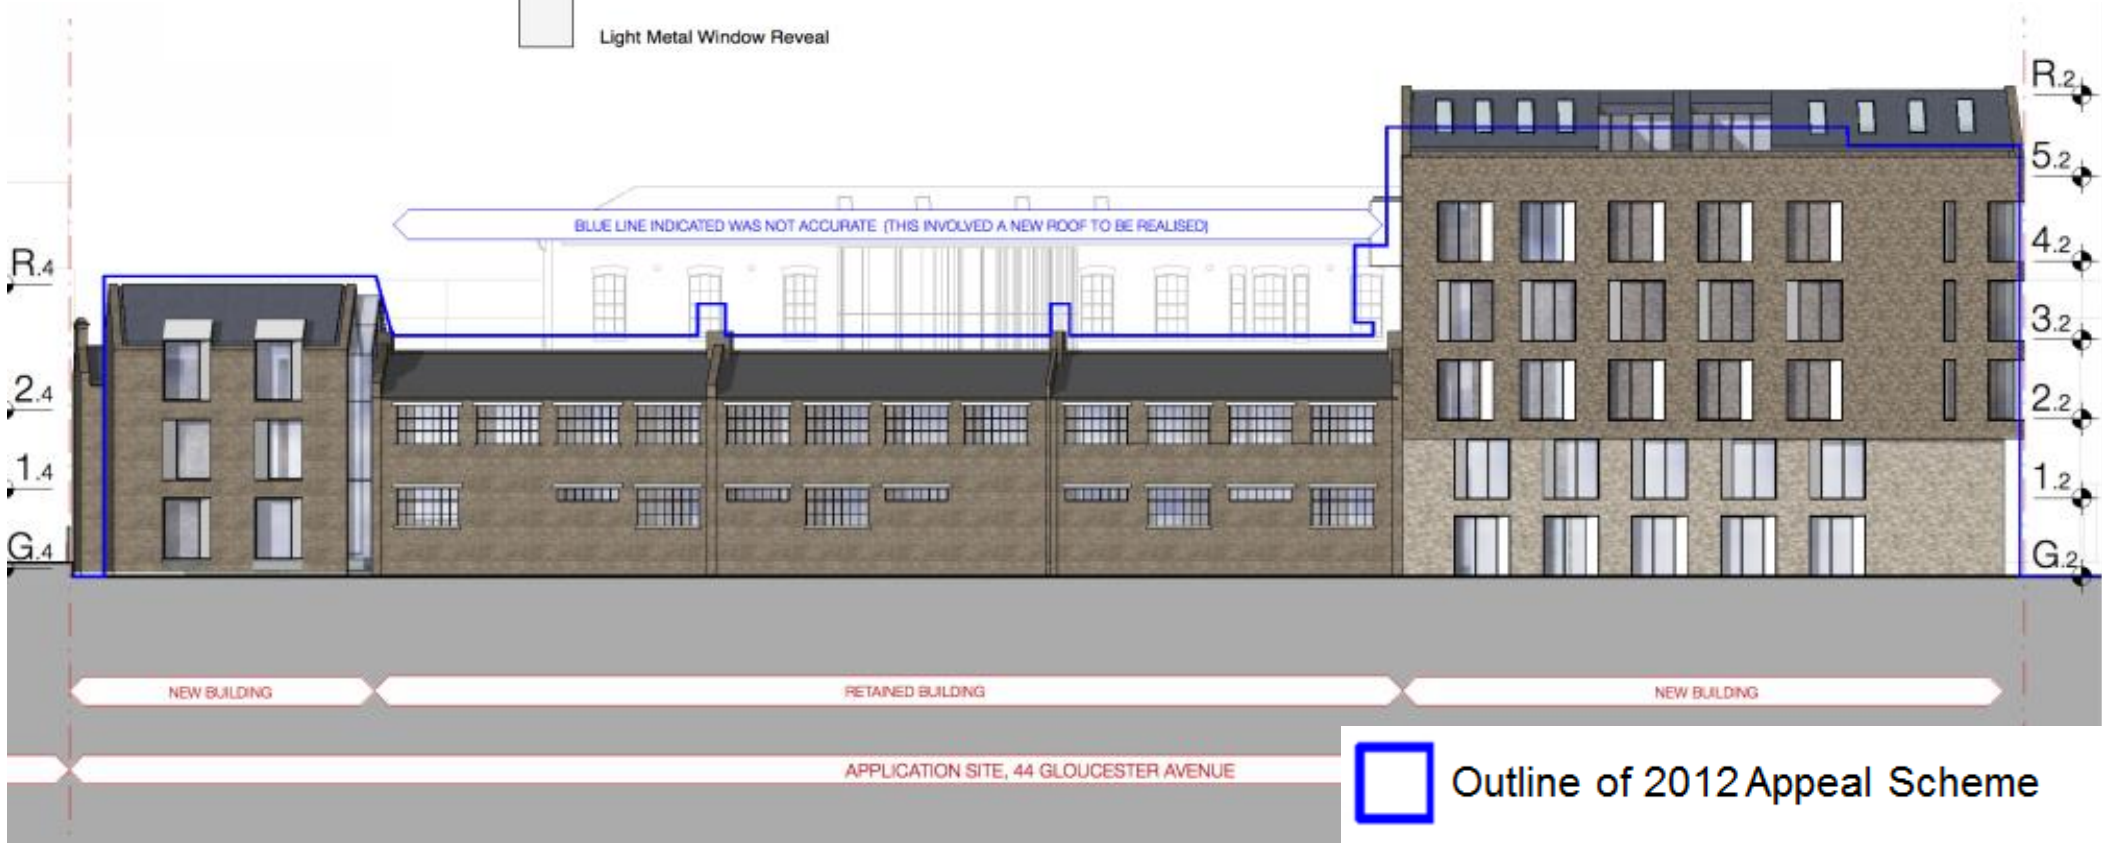 Light Metal Window Reveal
R.2
5.2
BLUE LINE INDICATED WAS NOT ACCURATE (THIS INVOLVED A NEW ROOF TO BE REALISED)
4.2
R.4
3.2
2.4
2.2
1.4
1.2
G.4
G.2
NEW BUILDING
RETAINED BUILDING
NEW BUILDING
APPLICATION SITE, 44 GLOUCESTER AVENUE
Outline of 2012 Appeal Scheme